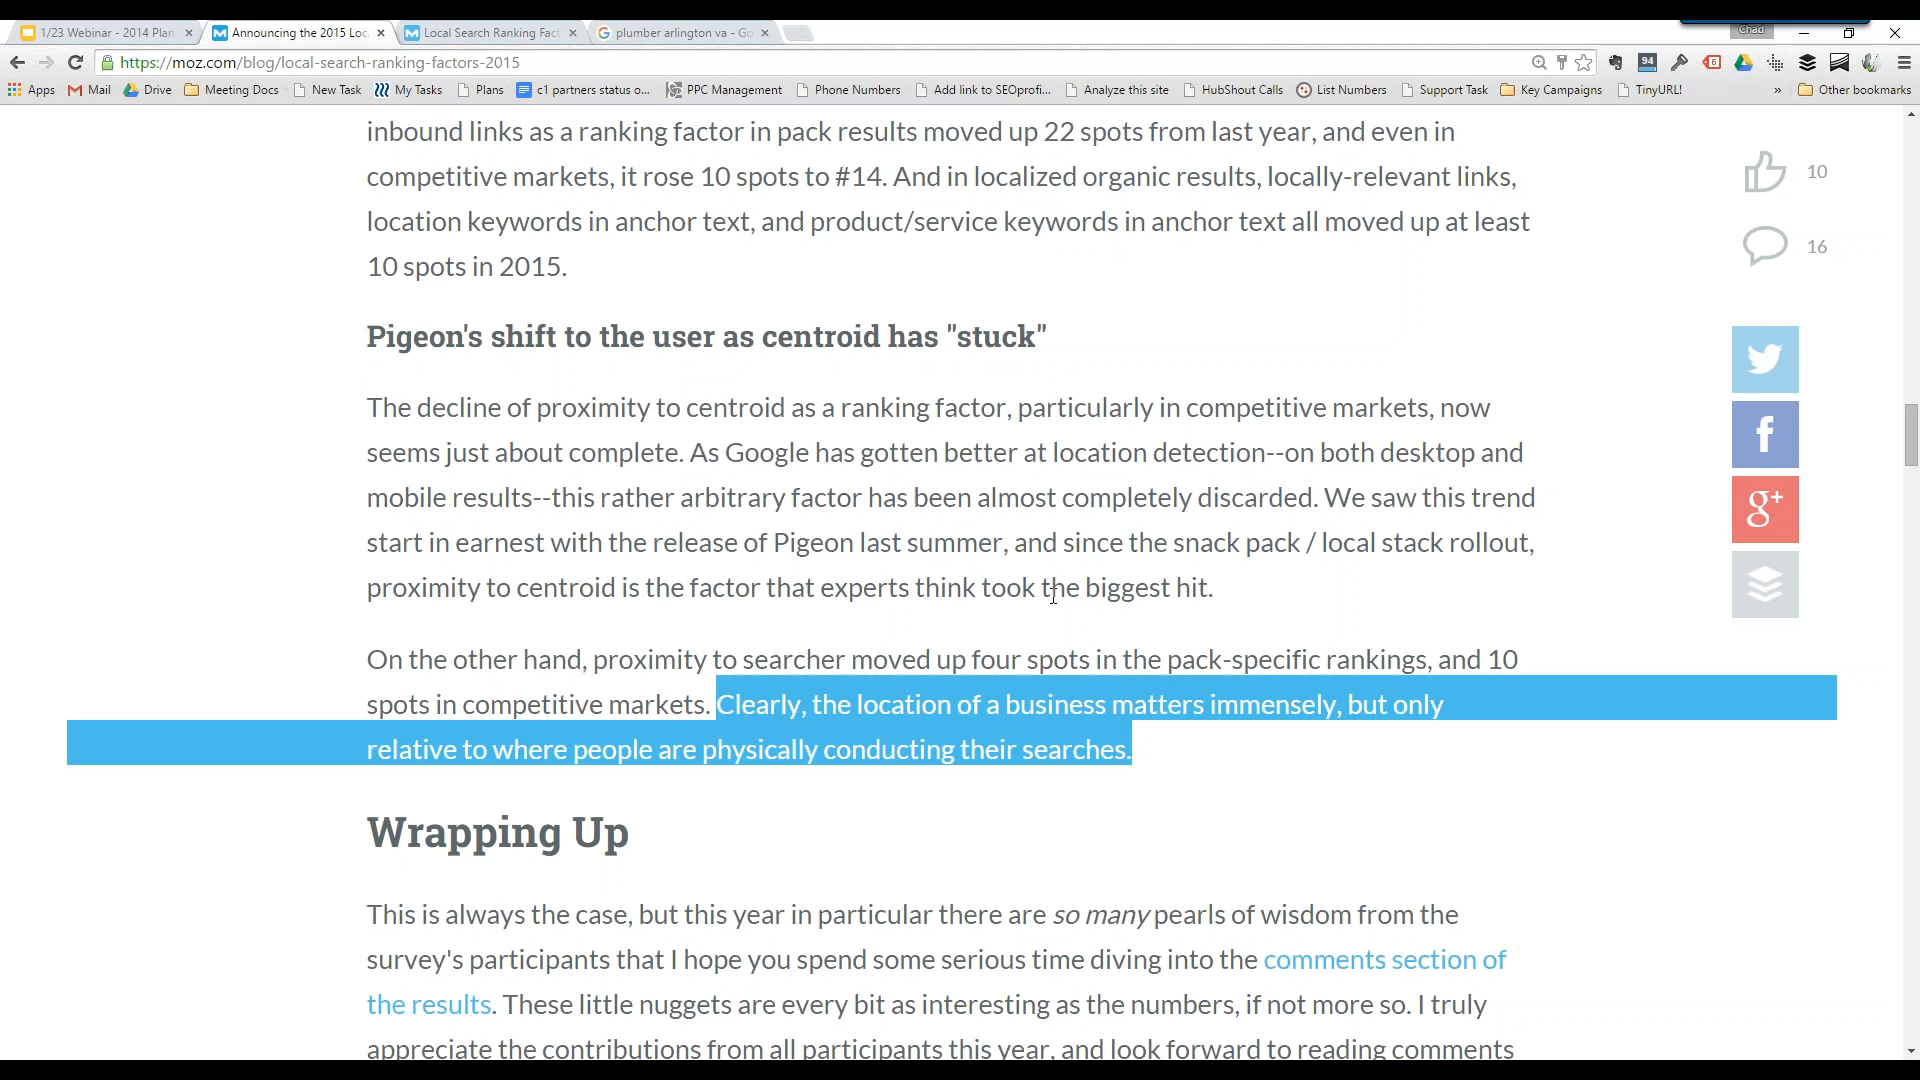 1/23 Webinar - 2014 Plan
Announcing the 2015 Loc
Local Search Ranking Fact
plumber arlington va - Go
Chad
https://moz.com/blog/local-search-ranking-factors-2015
94
6
Apps
Mail
Drive
Meeting Docs
New Task
My Tasks
Plans
c1 partners status o...
PPC Management
Phone Numbers
Add link to SEOprofi...
Analyze this site
HubShout Calls
List Numbers
Support Task
Key Campaigns
TinyURL!
»
Other bookmarks
inbound links as a ranking factor in pack results moved up 22 spots from last year, and even in
competitive markets, it rose 10 spots to #14. And in localized organic results, locally-relevant links,
location keywords in anchor text, and product/service keywords in anchor text all moved up at least
10 spots in 2015.
10
16
Pigeon's shift to the user as centroid has "stuck"
The decline of proximity to centroid as a ranking factor, particularly in competitive markets, now
seems just about complete. As Google has gotten better at location detection--on both desktop and
mobile results--this rather arbitrary factor has been almost completely discarded. We saw this trend
start in earnest with the release of Pigeon last summer, and since the snack pack / local stack rollout,
proximity to centroid is the factor that experts think took the biggest hit.
On the other hand, proximity to searcher moved up four spots in the pack-specific rankings, and 10
spots in competitive markets. Clearly, the location of a business matters immensely, but only
relative to where people are physically conducting their searches.
Wrapping Up
This is always the case, but this year in particular there are so many pearls of wisdom from the
survey's participants that I hope you spend some serious time diving into the comments section of
the results. These little nuggets are every bit as interesting as the numbers, if not more so. I truly
appreciate the contributions from all participants this year, and look forward to reading comments